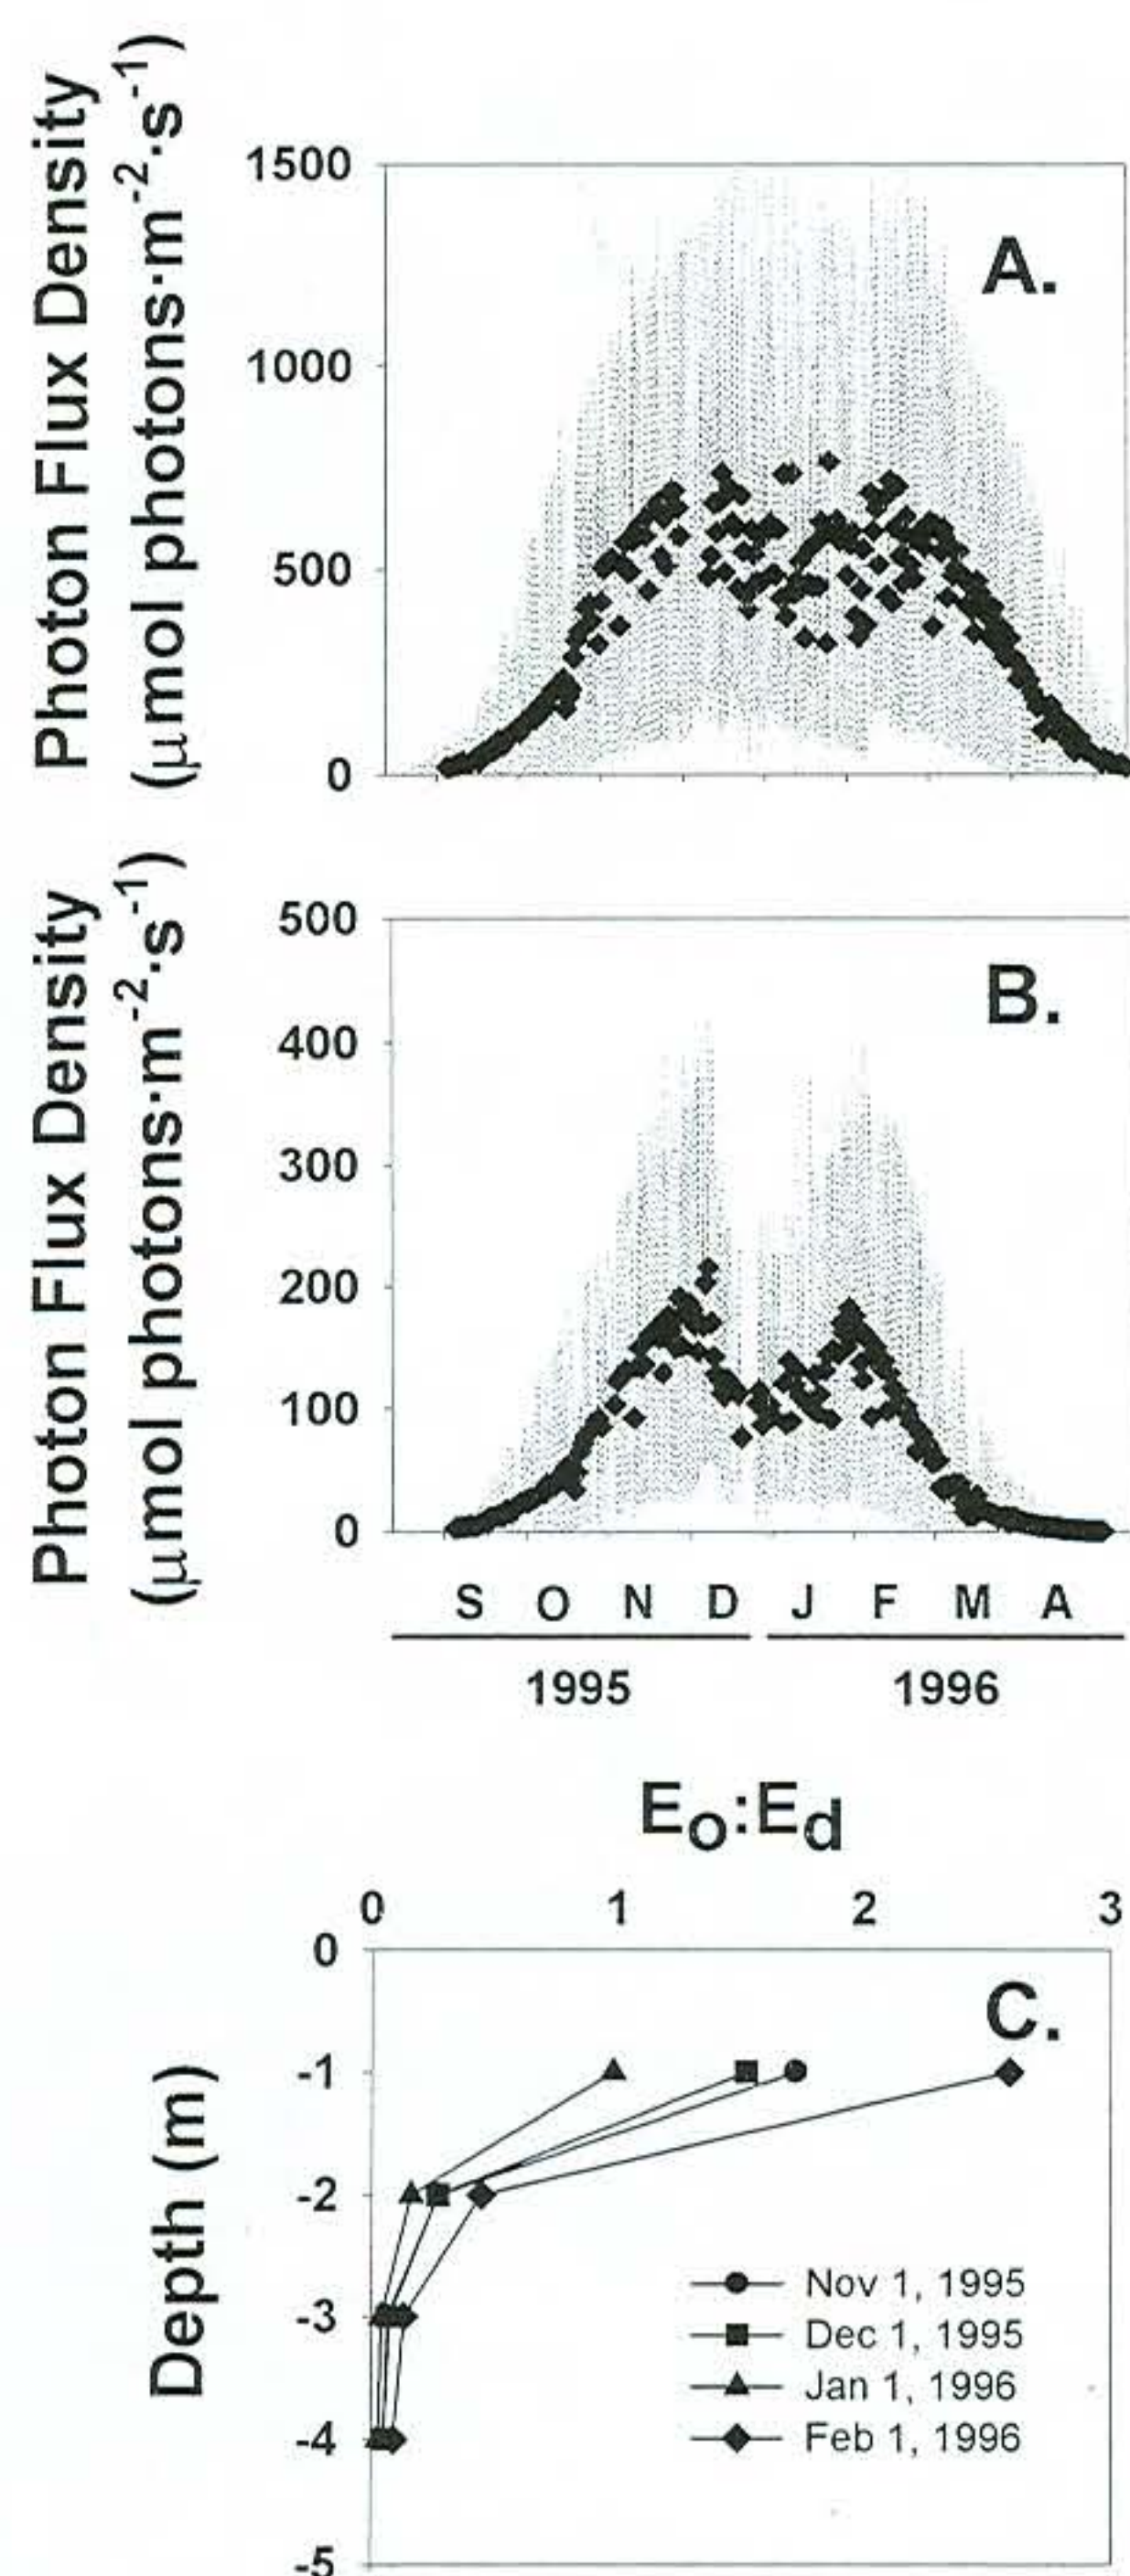 Photon Flux Density
(μmol photons·m-2·s-1)
1500
1000
500
0
A.
Photon Flux Density
(μmol photons·m-2·s-1)
500
400
300
200
100
0
B.
S O N D J F M A
1995 1996
Eo:Ed
0 1 2 3
Depth (m)
0
-1
-2
-3
-4
-5
C.
Nov 1, 1995
Dec 1, 1995
Jan 1, 1996
Feb 1, 1996